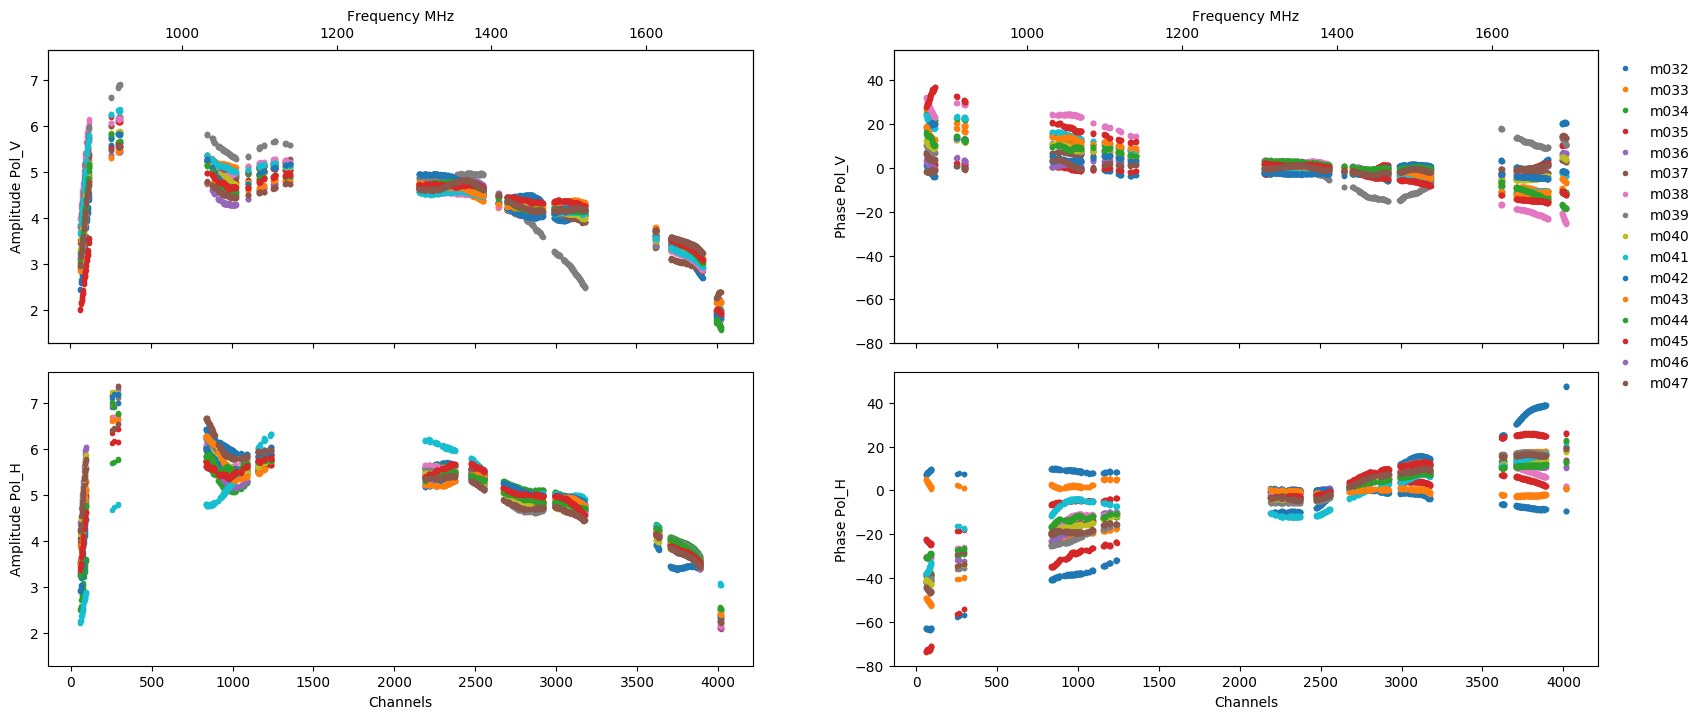 Frequency MHz
Frequency MHz
1000 1200 1400 1600
1000 1200 1400 1600
Amplitude Pol_V
7
6
5
4
3
2
Phase Pol_V
40
20
0
−20
−40
−60
−80
m032
m033
m034
m035
m036
m037
m038
m039
m040
m041
m042
m043
m044
m045
m046
m047
Amplitude Pol_H
7
6
5
4
3
2
Phase Pol_H
40
20
0
−20
−40
−60
−80
0 500 1000 1500 2000 2500 3000 3500 4000
0 500 1000 1500 2000 2500 3000 3500 4000
Channels
Channels